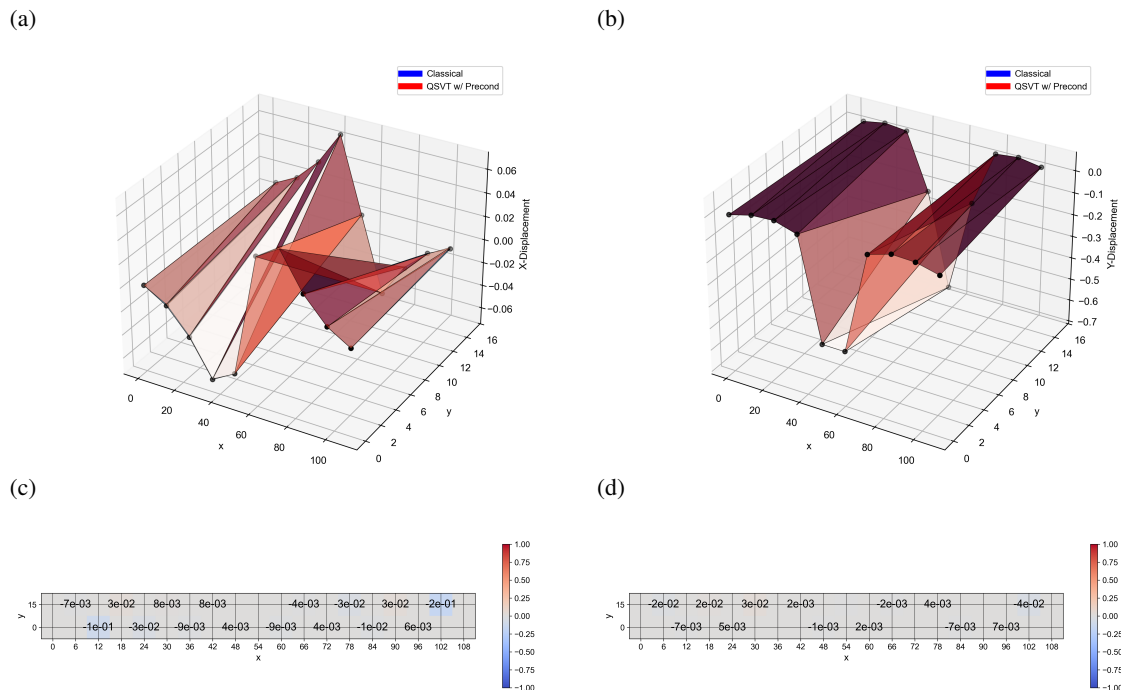 (a)
(b)
Classical
QSVT w/ Precond
Classical
QSVT w/ Precond
0.06
0.04
0.02
0.00
−0.02
−0.04
−0.06
X-Displacement
0.0
−0.1
−0.2
−0.3
−0.4
−0.5
−0.6
−0.7
Y-Displacement
0 20 40 60 80 100
x
0 2 4 6 8 10 12 14 16
y
0 20 40 60 80 100
x
0 2 4 6 8 10 12 14 16
y
(c)
(d)
y
15 -7e-03 3e-02 8e-03 8e-03 -4e-03 -3e-02 3e-02 -2e-01
0 -1e-01 -3e-02 -9e-03 4e-03 -9e-03 4e-03 -1e-02 6e-03
0 6 12 18 24 30 36 42 48 54 60 66 72 78 84 90 96 102 108
x
1.00
0.75
0.50
0.25
0.00
−0.25
−0.50
−0.75
−1.00
y
15 -2e-02 2e-02 3e-02 2e-03 -2e-03 4e-03 -4e-02
0 -7e-03 5e-03 -1e-03 2e-03 -7e-03 7e-03
0 6 12 18 24 30 36 42 48 54 60 66 72 78 84 90 96 102 108
x
1.00
0.75
0.50
0.25
0.00
−0.25
−0.50
−0.75
−1.00